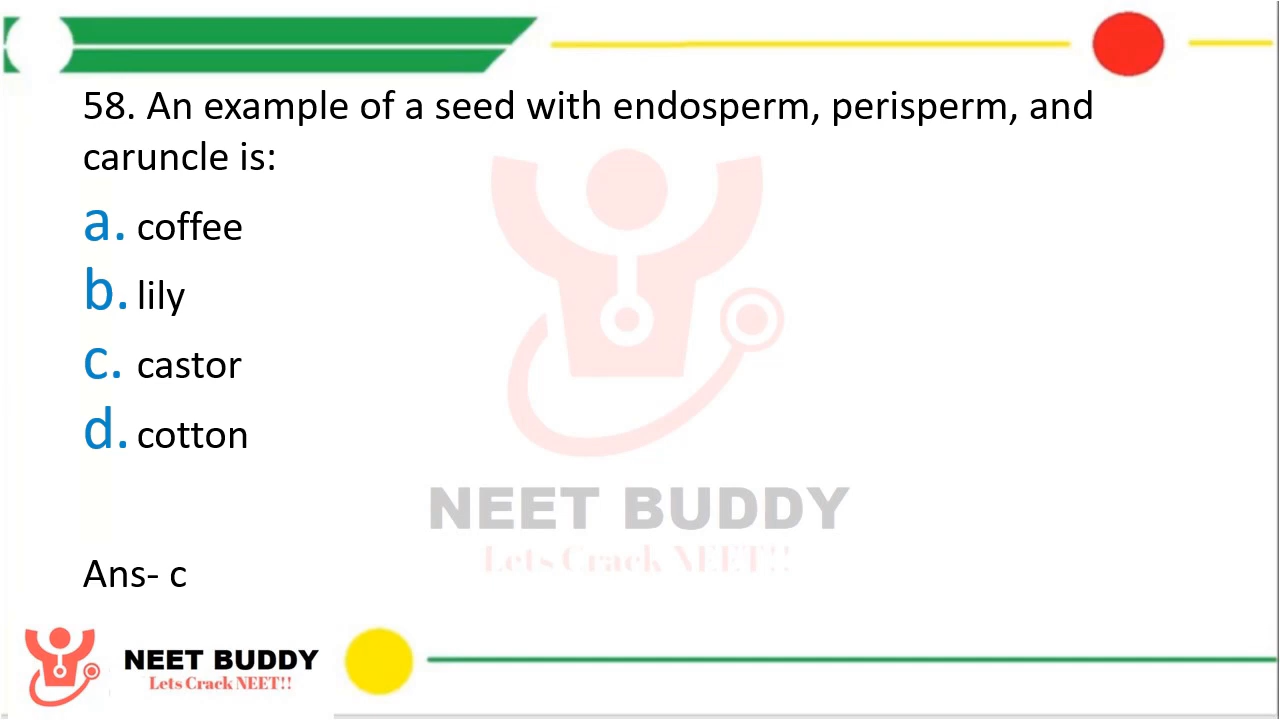 58. An example of a seed with endosperm, perisperm, and
caruncle is:
a. coffee
b. lily
c. castor
d. cotton
NEET BUDDY
Lets Crack NEET!!
Ans- c
NEET BUDDY
Lets Crack NEET!!